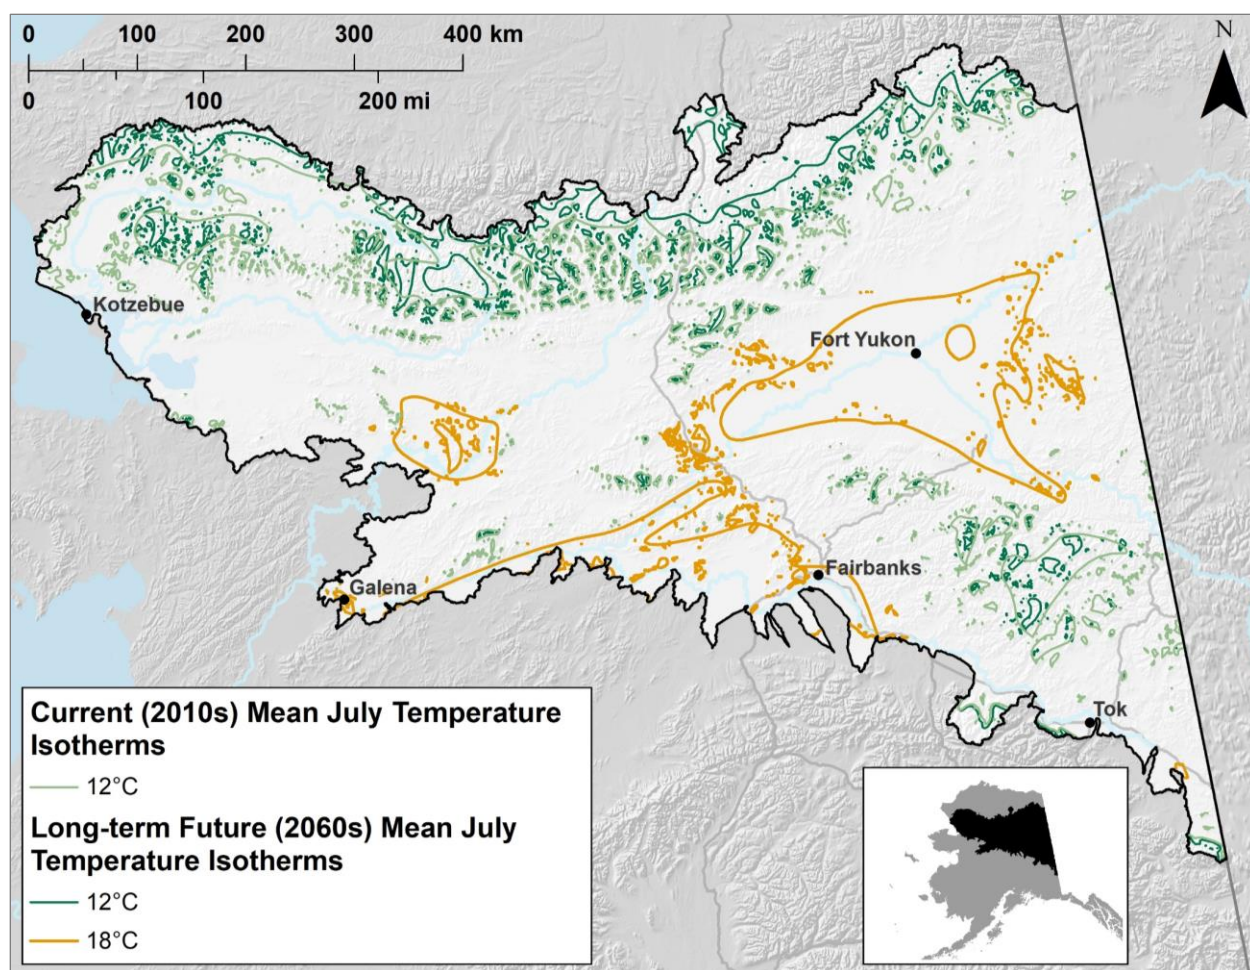 N
0 100 200 300 400 km
0 100 200 mi
Kotzebue
Fort Yukon
Fairbanks
Galena
Tok
Current (2010s) Mean July Temperature
Isotherms
12°C
Long-term Future (2060s) Mean July
Temperature Isotherms
12°C
18°C